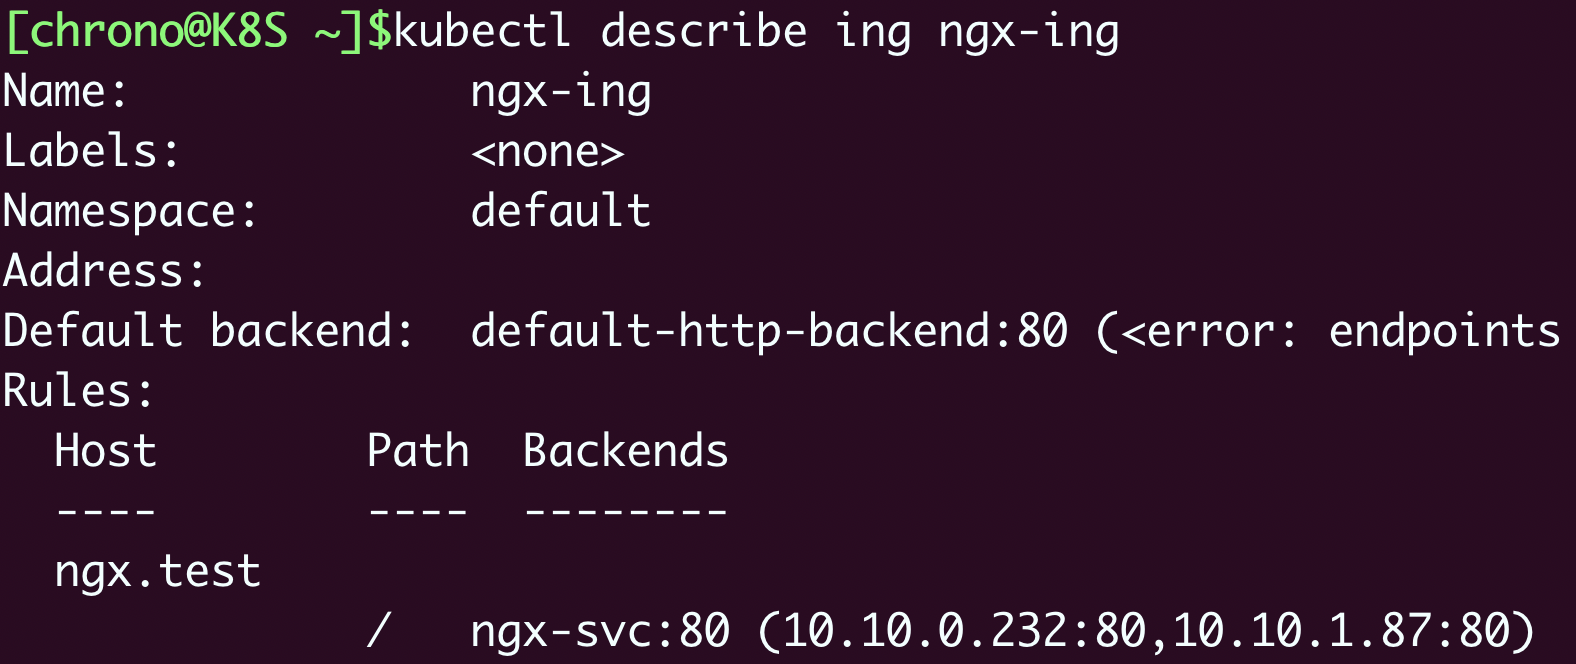 [chrono@K8S ~]$kubectl describe ing ngx-ing
Name:             ngx-ing
Labels:           <none>
Namespace:        default
Address:
Default backend:  default-http-backend:80 (<error: endpoints
Rules:
  Host        Path  Backends
  ----        ----  --------
  ngx.test
              /   ngx-svc:80 (10.10.0.232:80,10.10.1.87:80)